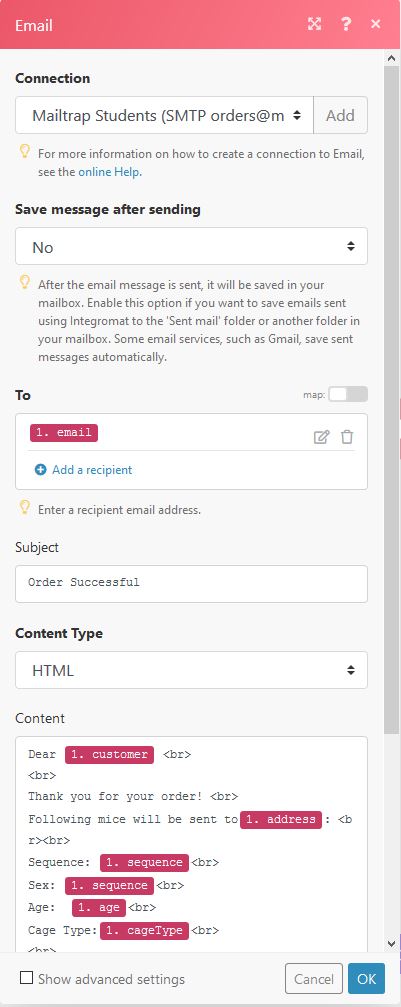 Email
?
×
Connection
Mailtrap Students (SMTP orders@m
Add
For more information on how to create a connection to Email,
see the online Help.
Save message after sending
No
After the email message is sent, it will be saved in your
mailbox. Enable this option if you want to save emails sent
using Integromat to the 'Sent mail' folder or another folder in
your mailbox. Some email services, such as Gmail, save sent
messages automatically.
To
map:
1. email
Add a recipient
Enter a recipient email address.
Subject
Order Successful
Content Type
HTML
Content
Dear 1. customer <br>
<br>
Thank you for your order! <br>
Following mice will be sent to 1. address : <b
r><br>
Sequence: 1. sequence <br>
Sex: 1. sequence <br>
Age: 1. age <br>
Cage Type: 1. cageType <br>
<br>
Show advanced settings
Cancel
OK